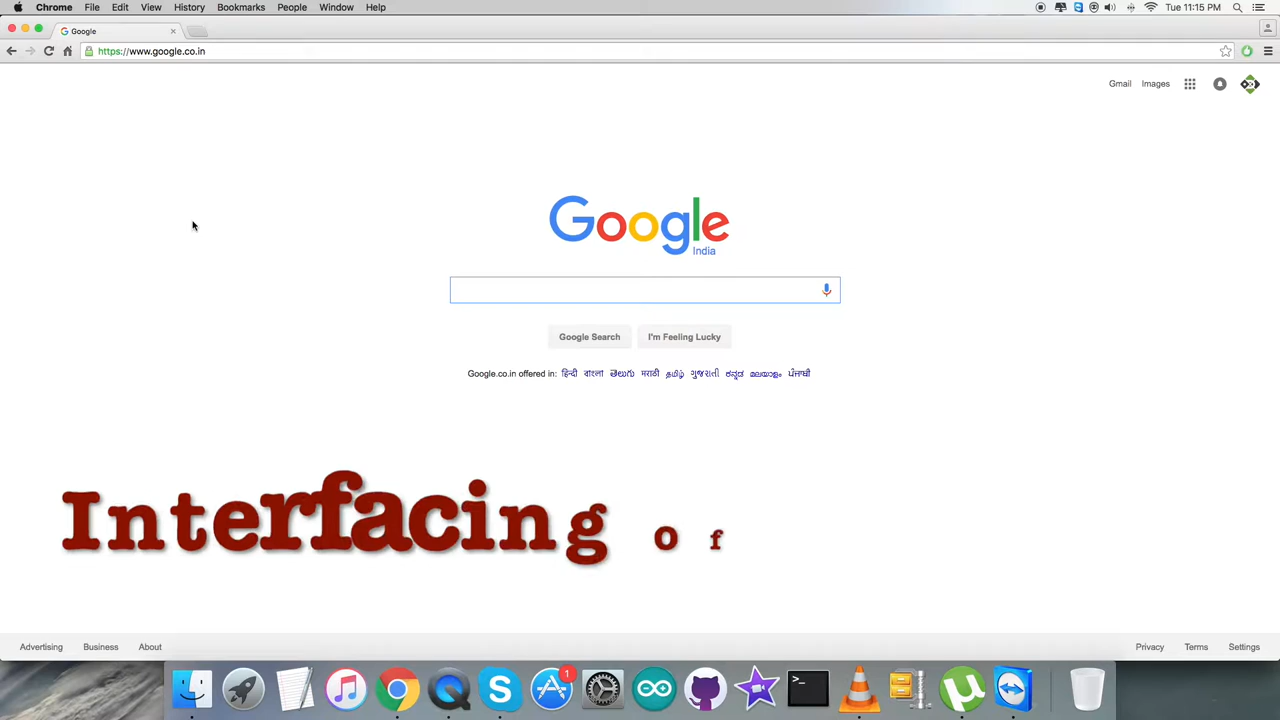 Chrome File Edit View History Bookmarks People Window Help Tue 11:15 PM
Google
https://www.google.co.in
Gmail Images
Google
India
Google Search I'm Feeling Lucky
Google.co.in offered in: हिन्दी বাংলা తెలుగు मराठी தமிழ் ગુજરાતી ಕನ್ನಡ മലയാളം ਪੰਜਾਬੀ
Interfacing of
Advertising Business About Privacy Terms Settings
1